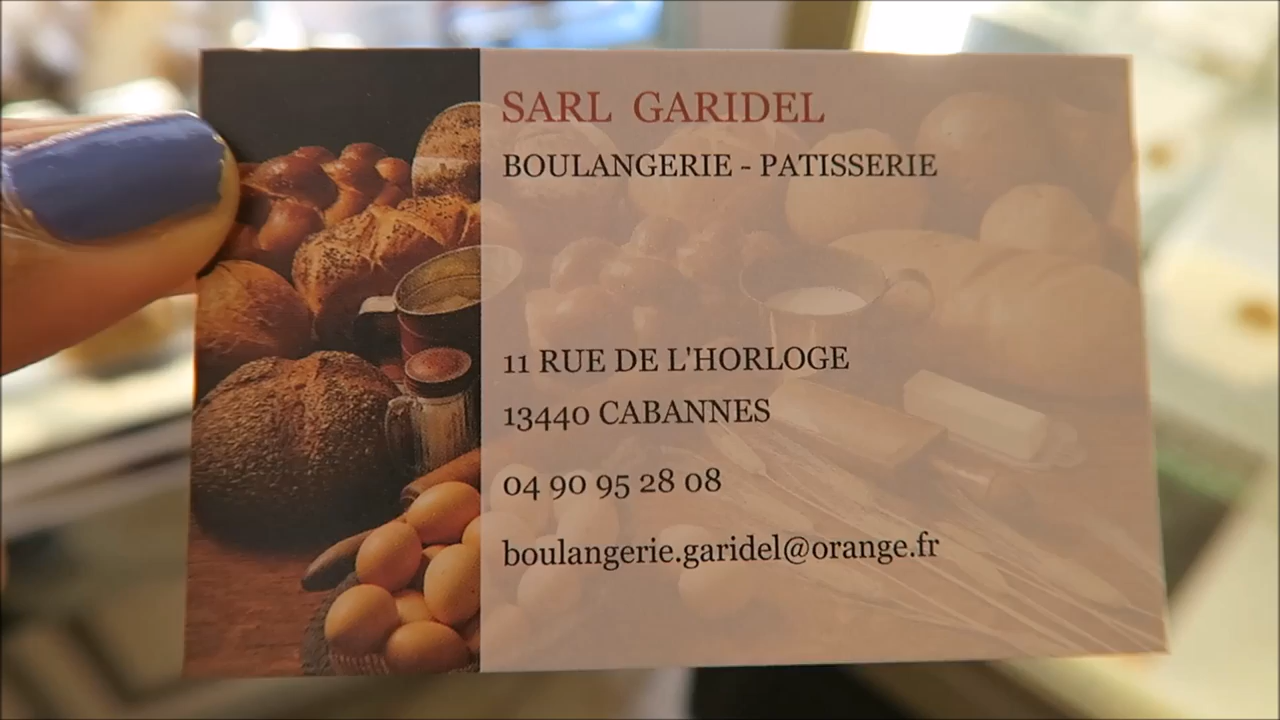 SARL GARIDEL
BOULANGERIE - PATISSERIE
11 RUE DE L'HORLOGE
13440 CABANNES
04 90 95 28 08
boulangerie.garidel@orange.fr